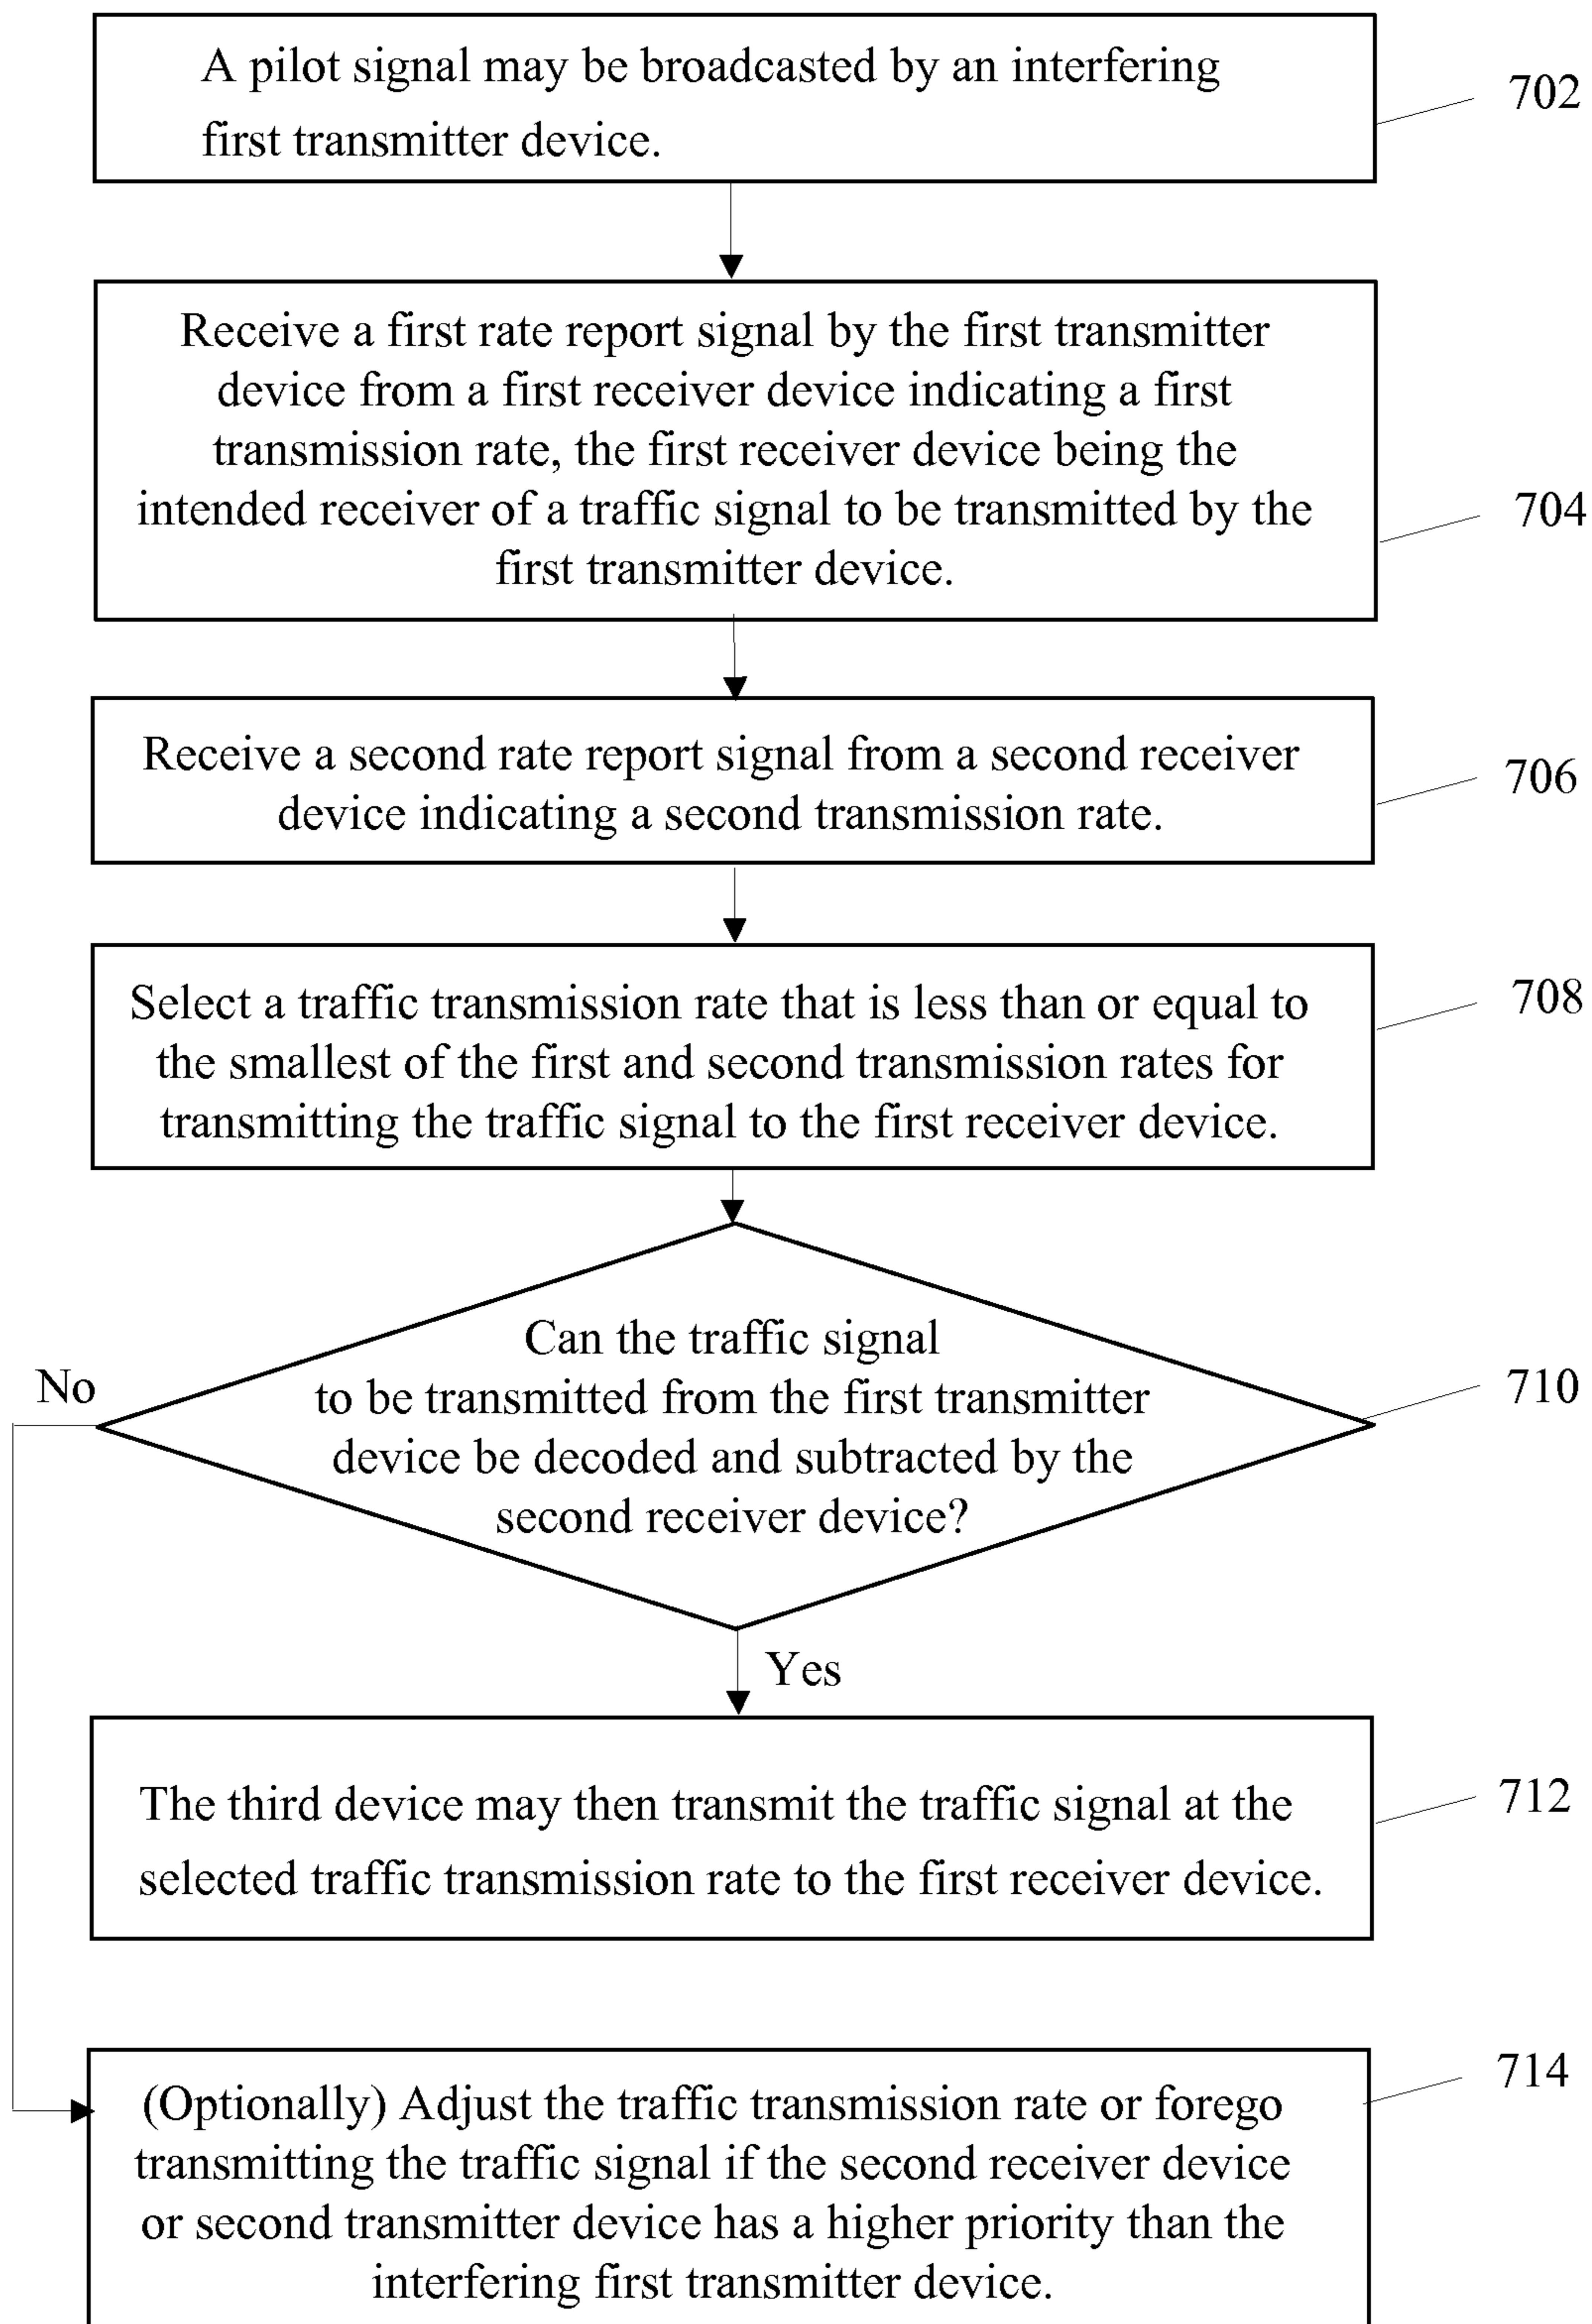 A pilot signal may be broadcasted by an interfering
first transmitter device.
702
Receive a first rate report signal by the first transmitter
device from a first receiver device indicating a first
transmission rate, the first receiver device being the
intended receiver of a traffic signal to be transmitted by the
first transmitter device.
704
Receive a second rate report signal from a second receiver
device indicating a second transmission rate.
706
Select a traffic transmission rate that is less than or equal to
the smallest of the first and second transmission rates for
transmitting the traffic signal to the first receiver device.
708
Can the traffic signal
to be transmitted from the first transmitter
device be decoded and subtracted by the
second receiver device?
710
No
Yes
The third device may then transmit the traffic signal at the
selected traffic transmission rate to the first receiver device.
712
(Optionally) Adjust the traffic transmission rate or forego
transmitting the traffic signal if the second receiver device
or second transmitter device has a higher priority than the
interfering first transmitter device.
714